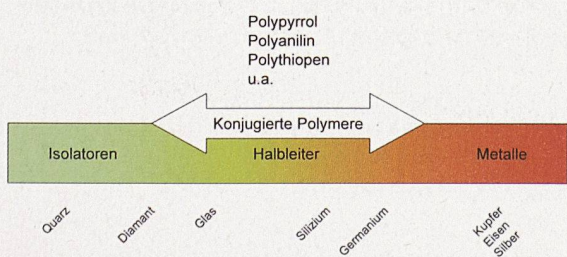 Polypyrrol
Polyanilin
Polythiopen
u.a.
Konjugierte Polymere
Isolatoren
Halbleiter
Metalle
Quarz
Diamant
Glas
Silizium
Germanium
Kupfer
Eisen
Silber